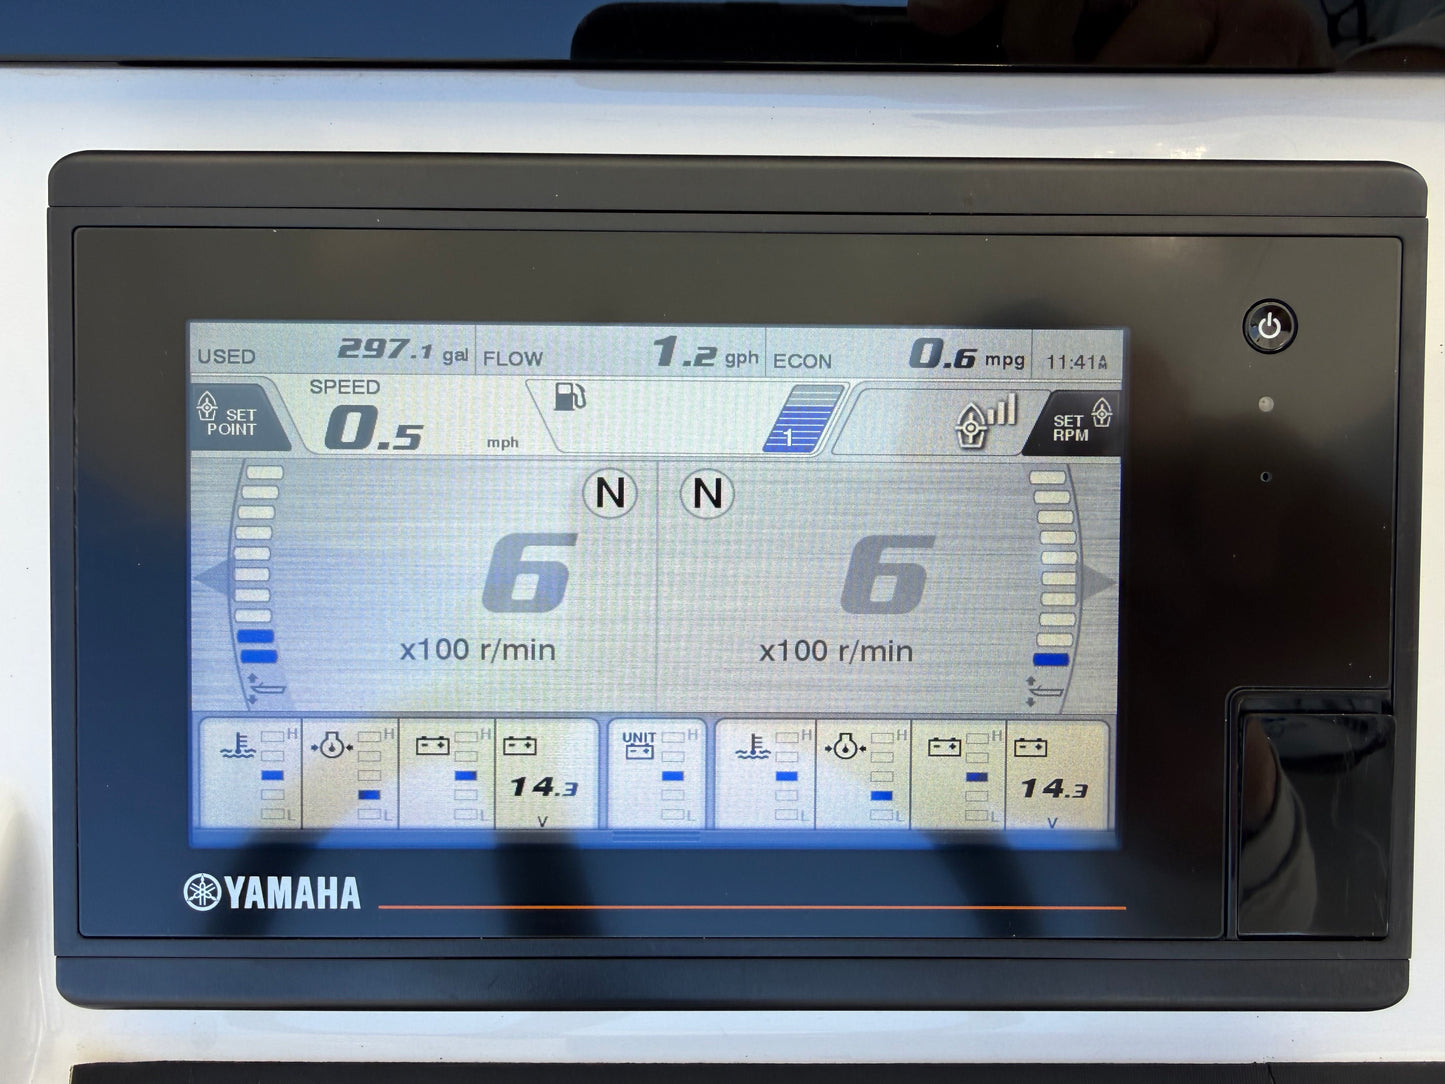 USED 297.1 gal FLOW 1.2 gph ECON 0.6 mpg 11:41AM
SPEED
SET POINT
0.5 mph
1
SET RPM
N N
6 6
x100 r/min x100 r/min
H H H UNIT H H H H
14.3 14.3
L L L L L L L
V V
YAMAHA